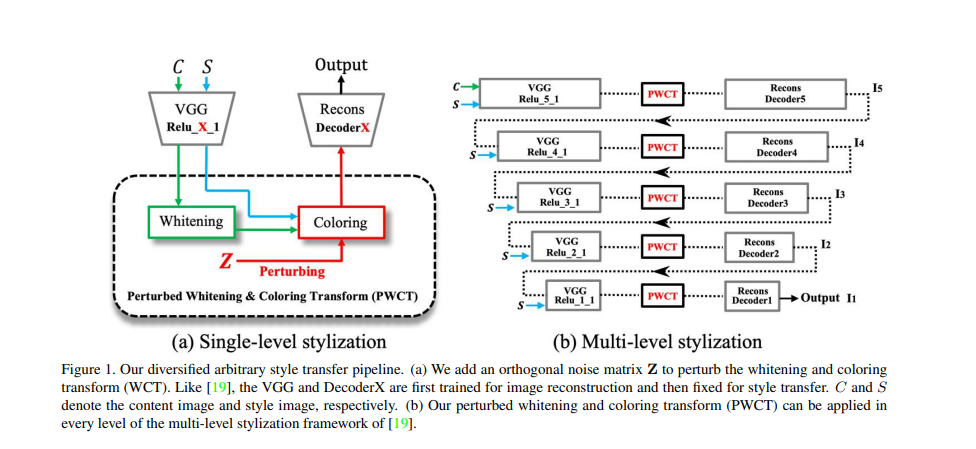 C S
VGG
Relu_X_1
Output
Recons
DecoderX
Whitening
Coloring
Z
Perturbing
Perturbed Whitening & Coloring Transform (PWCT)
(a) Single-level stylization
C
S
VGG
Relu_5_1
PWCT
Recons
Decoder5
I5
S
VGG
Relu_4_1
PWCT
Recons
Decoder4
I4
S
VGG
Relu_3_1
PWCT
Recons
Decoder3
I3
S
VGG
Relu_2_1
PWCT
Recons
Decoder2
I2
S
VGG
Relu_1_1
PWCT
Recons
Decoder1
Output I1
(b) Multi-level stylization
Figure 1. Our diversified arbitrary style transfer pipeline. (a) We add an orthogonal noise matrix Z to perturb the whitening and coloring
transform (WCT). Like [19], the VGG and DecoderX are first trained for image reconstruction and then fixed for style transfer. C and S
denote the content image and style image, respectively. (b) Our perturbed whitening and coloring transform (PWCT) can be applied in
every level of the multi-level stylization framework of [19].